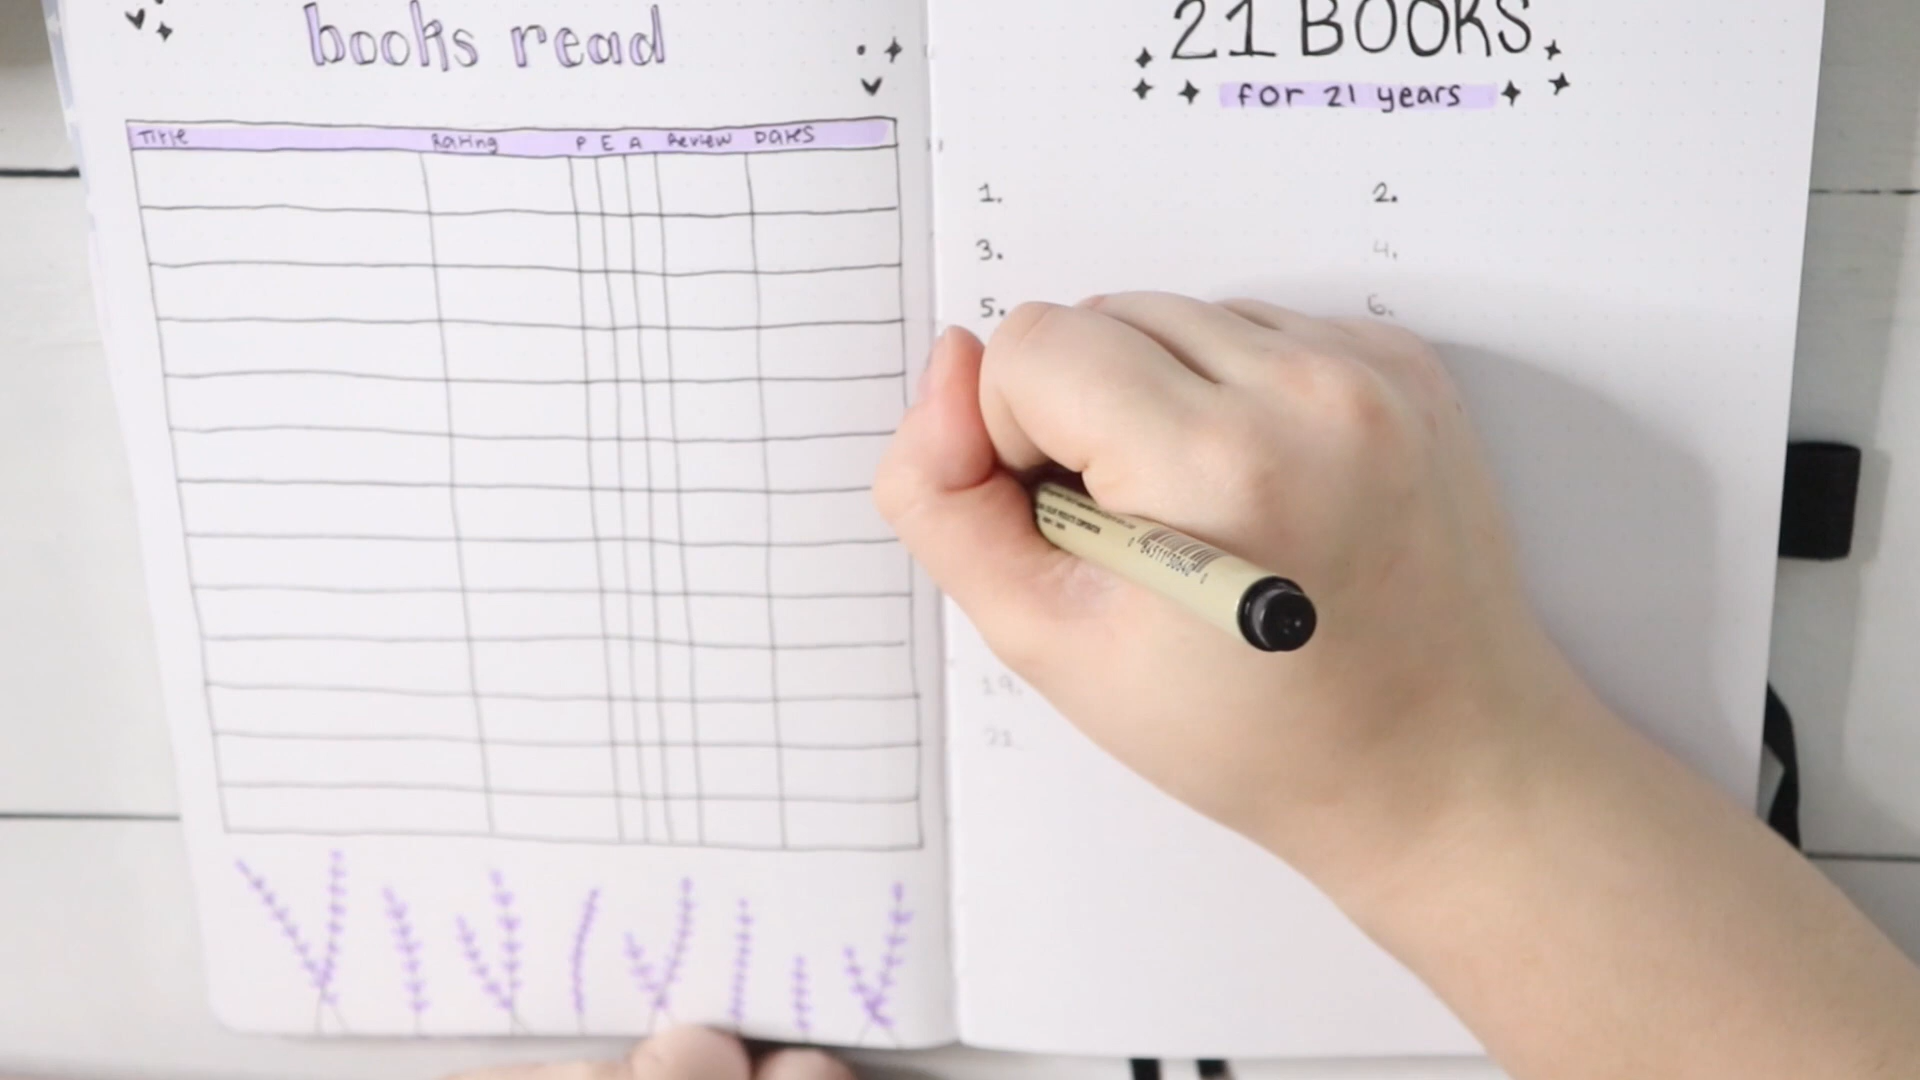 books read
Title Rating P E A Review Dates
21 BOOKS
for 21 years
1. 2.
3. 4.
5. 6.
19.
21